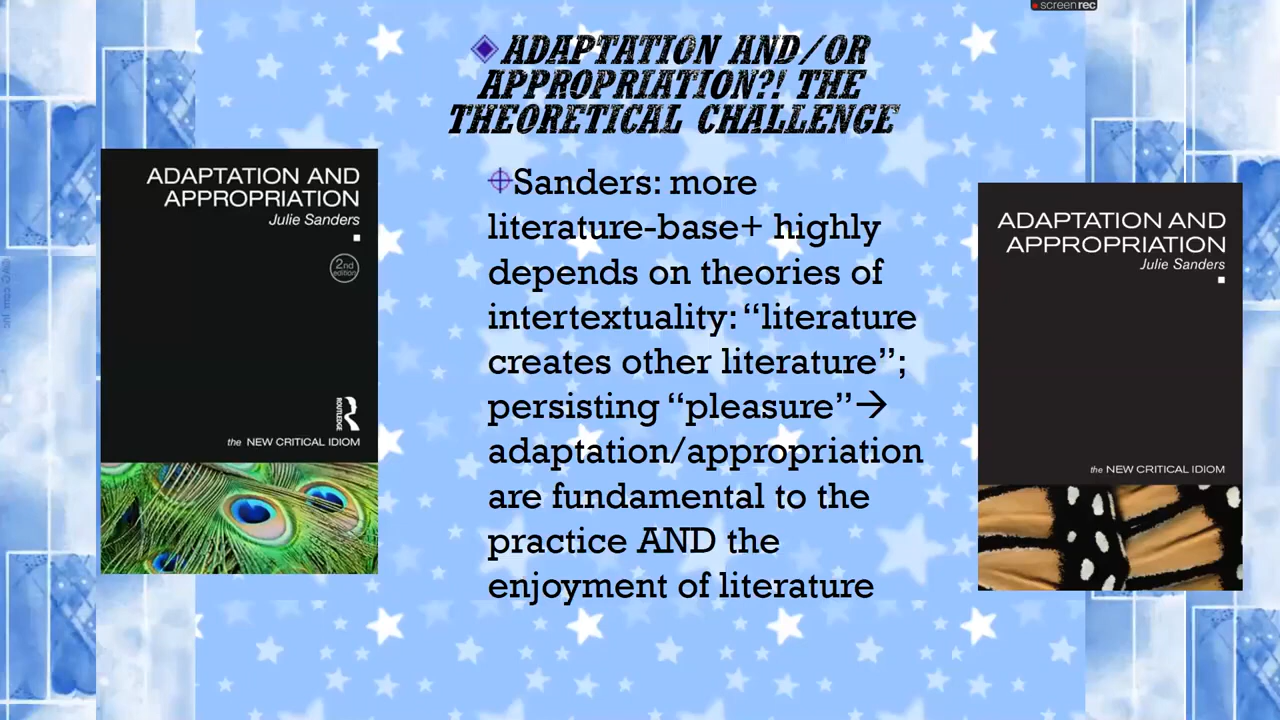 screenrec
ADAPTATION AND/OR
APPROPRIATION?! THE
THEORETICAL CHALLENGE
ADAPTATION AND
APPROPRIATION
Julie Sanders
2nd
edition
ROUTLEDGE
the NEW CRITICAL IDIOM
Sanders: more
literature-base+ highly
depends on theories of
intertextuality: “literature
creates other literature”;
persisting “pleasure”→
adaptation/appropriation
are fundamental to the
practice AND the
enjoyment of literature
ADAPTATION AND
APPROPRIATION
Julie Sanders
the NEW CRITICAL IDIOM